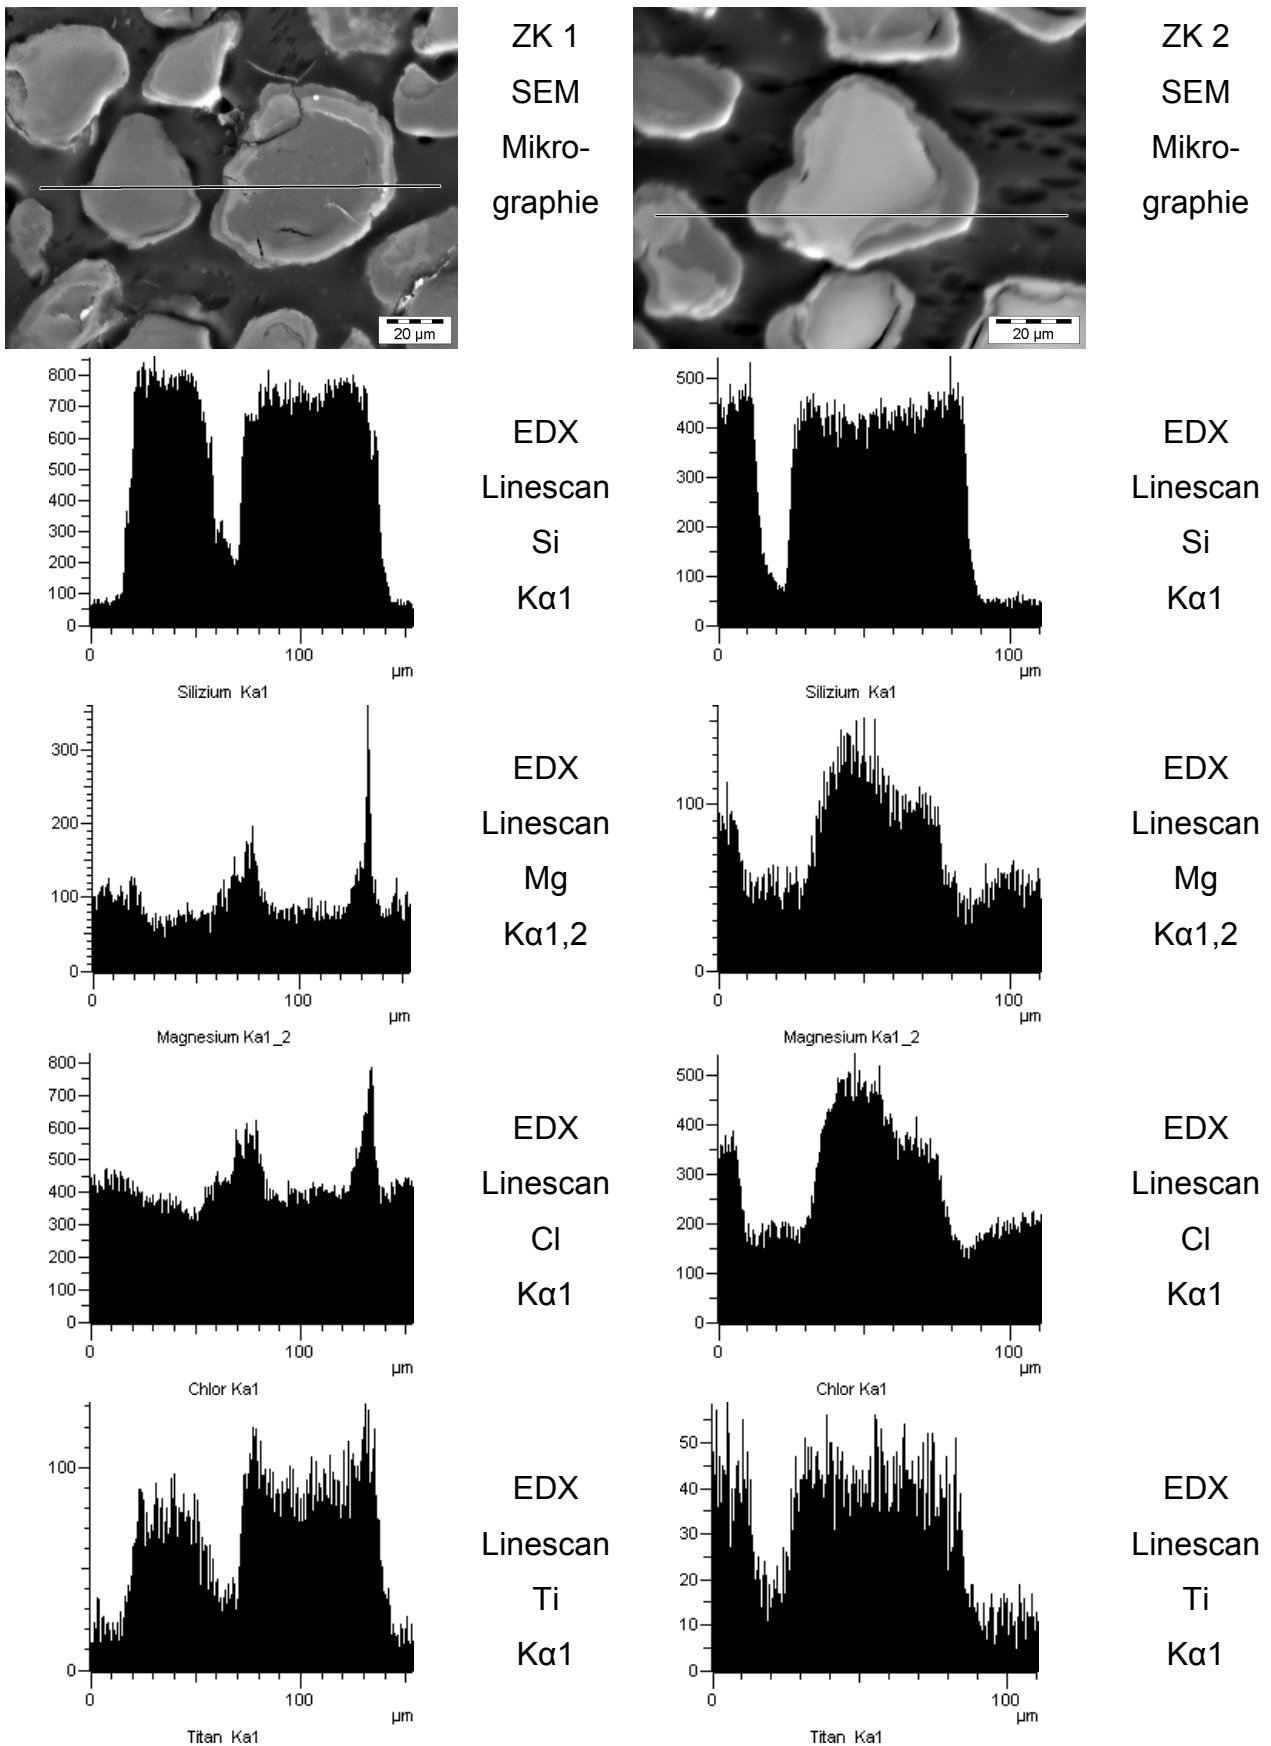 ZK 1
SEM
Mikro-
graphie
20 µm
ZK 2
SEM
Mikro-
graphie
20 µm
800
700
600
500
400
300
200
100
0
0
100
µm
Silizium Ka1
EDX
Linescan
Si
Kα1
500
400
300
200
100
0
0
100
µm
Silizium Ka1
EDX
Linescan
Si
Kα1
300
200
100
0
0
100
µm
Magnesium Ka1_2
EDX
Linescan
Mg
Kα1,2
100
0
0
100
µm
Magnesium Ka1_2
EDX
Linescan
Mg
Kα1,2
800
700
600
500
400
300
200
100
0
0
100
µm
Chlor Ka1
EDX
Linescan
Cl
Kα1
500
400
300
200
100
0
0
100
µm
Chlor Ka1
EDX
Linescan
Cl
Kα1
100
0
0
100
µm
Titan Ka1
EDX
Linescan
Ti
Kα1
50
40
30
20
10
0
0
100
µm
Titan Ka1
EDX
Linescan
Ti
Kα1